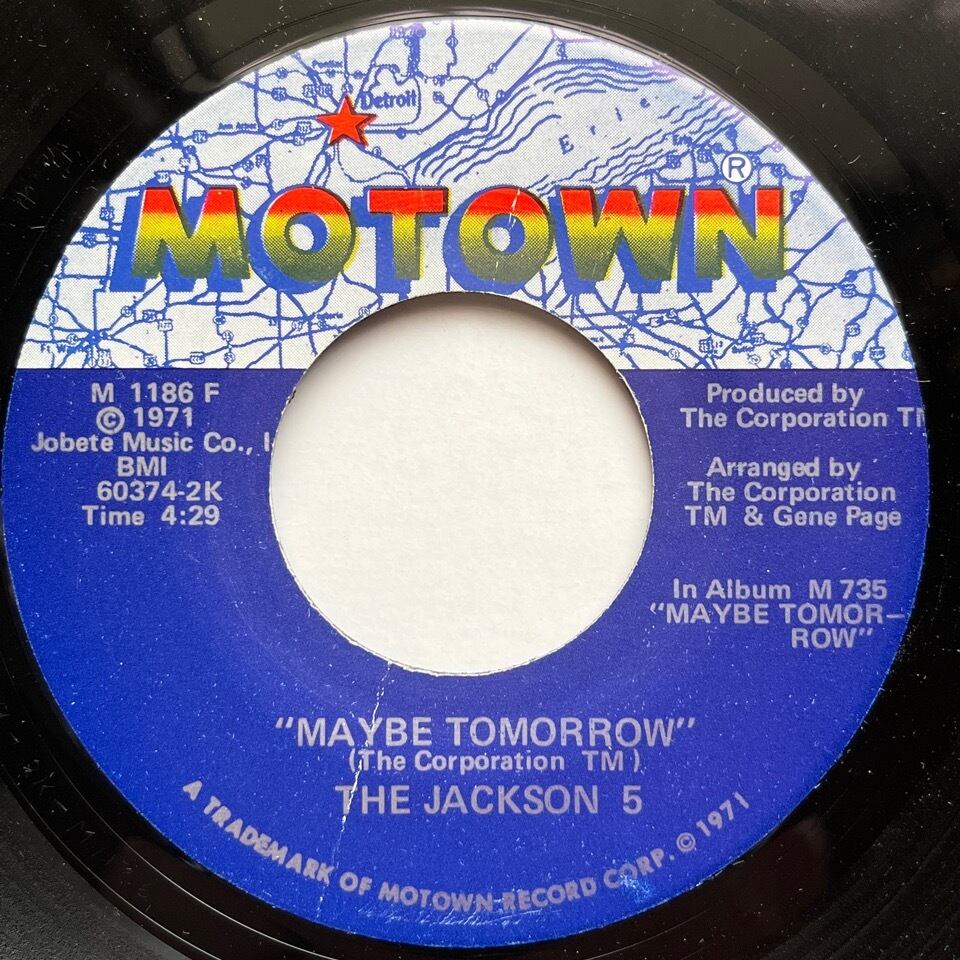 Detroit
Erie
®
MOTOWN
M 1186 F
© 1971
Jobete Music Co., I
BMI
60374-2K
Time 4:29
Produced by
The Corporation TM
Arranged by
The Corporation
TM & Gene Page
In Album M 735
"MAYBE TOMOR-
ROW"
"MAYBE TOMORROW"
(The Corporation TM)
THE JACKSON 5
A TRADEMARK OF MOTOWN RECORD CORP. © 1971